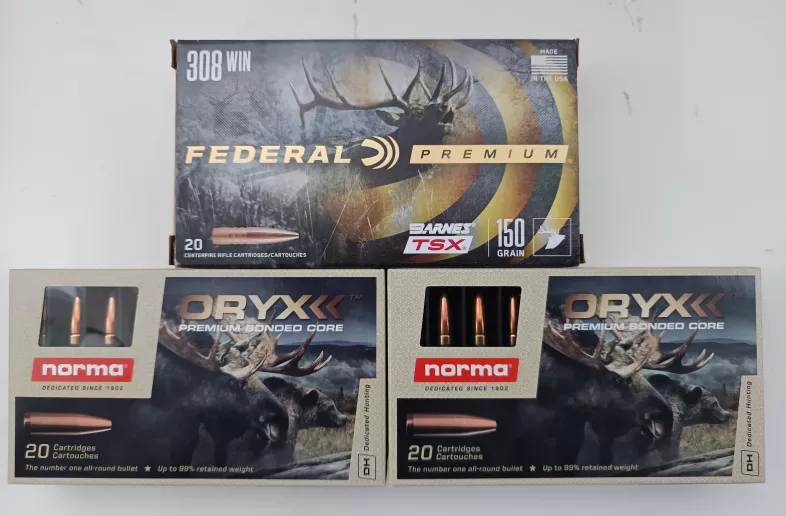 308 WIN
MADE
IN THE USA
FEDERAL PREMIUM
20
CENTERFIRE RIFLE CARTRIDGES/CARTOUCHES
BARNES
TSX
150
GRAIN
ORYX
PREMIUM BONDED CORE
norma
DEDICATED SINCE 1902
20 Cartridges
Cartouches
The number one all-round bullet ★ Up to 99% retained weight
DH Dedicated Hunting
ORYX
PREMIUM BONDED CORE
norma
DEDICATED SINCE 1902
20 Cartridges
Cartouches
The number one all-round bullet ★ Up to 99% retained weight
DH Dedicated Hunting